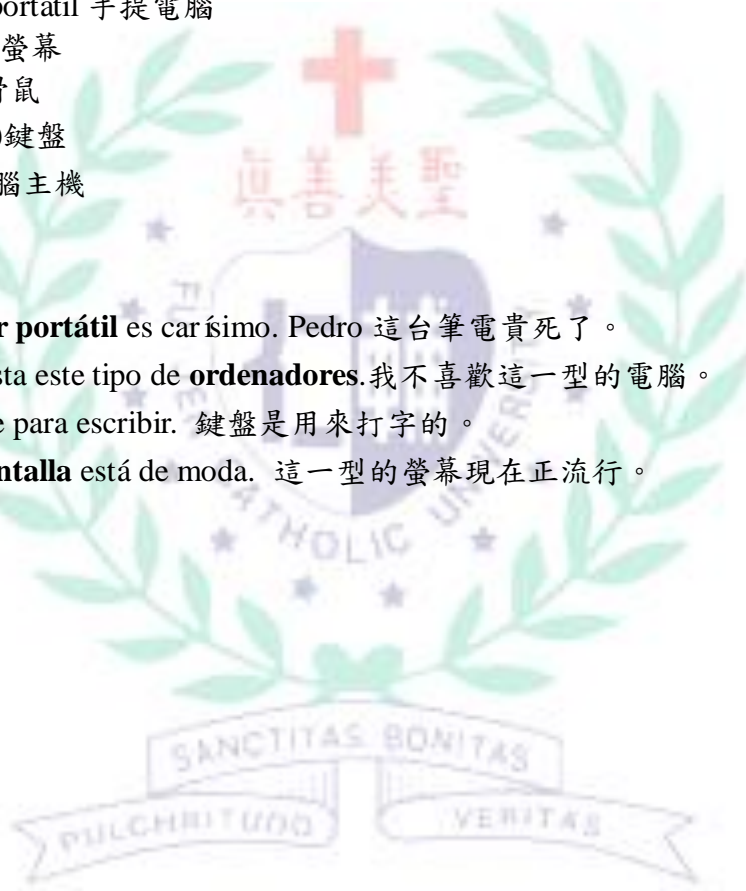 portátil 手提電腦
螢幕
滑鼠
)鍵盤
腦主機
真善美聖
r portátil es carísimo. Pedro 這台筆電貴死了。
sta este tipo de ordenadores.我不喜歡這一型的電腦。
e para escribir. 鍵盤是用來打字的。
ntalla está de moda. 這一型的螢幕現在正流行。
CATHOLIC UNIVERSITY
SANCTITAS BONITAS
PULCHRITUDO VERITAS